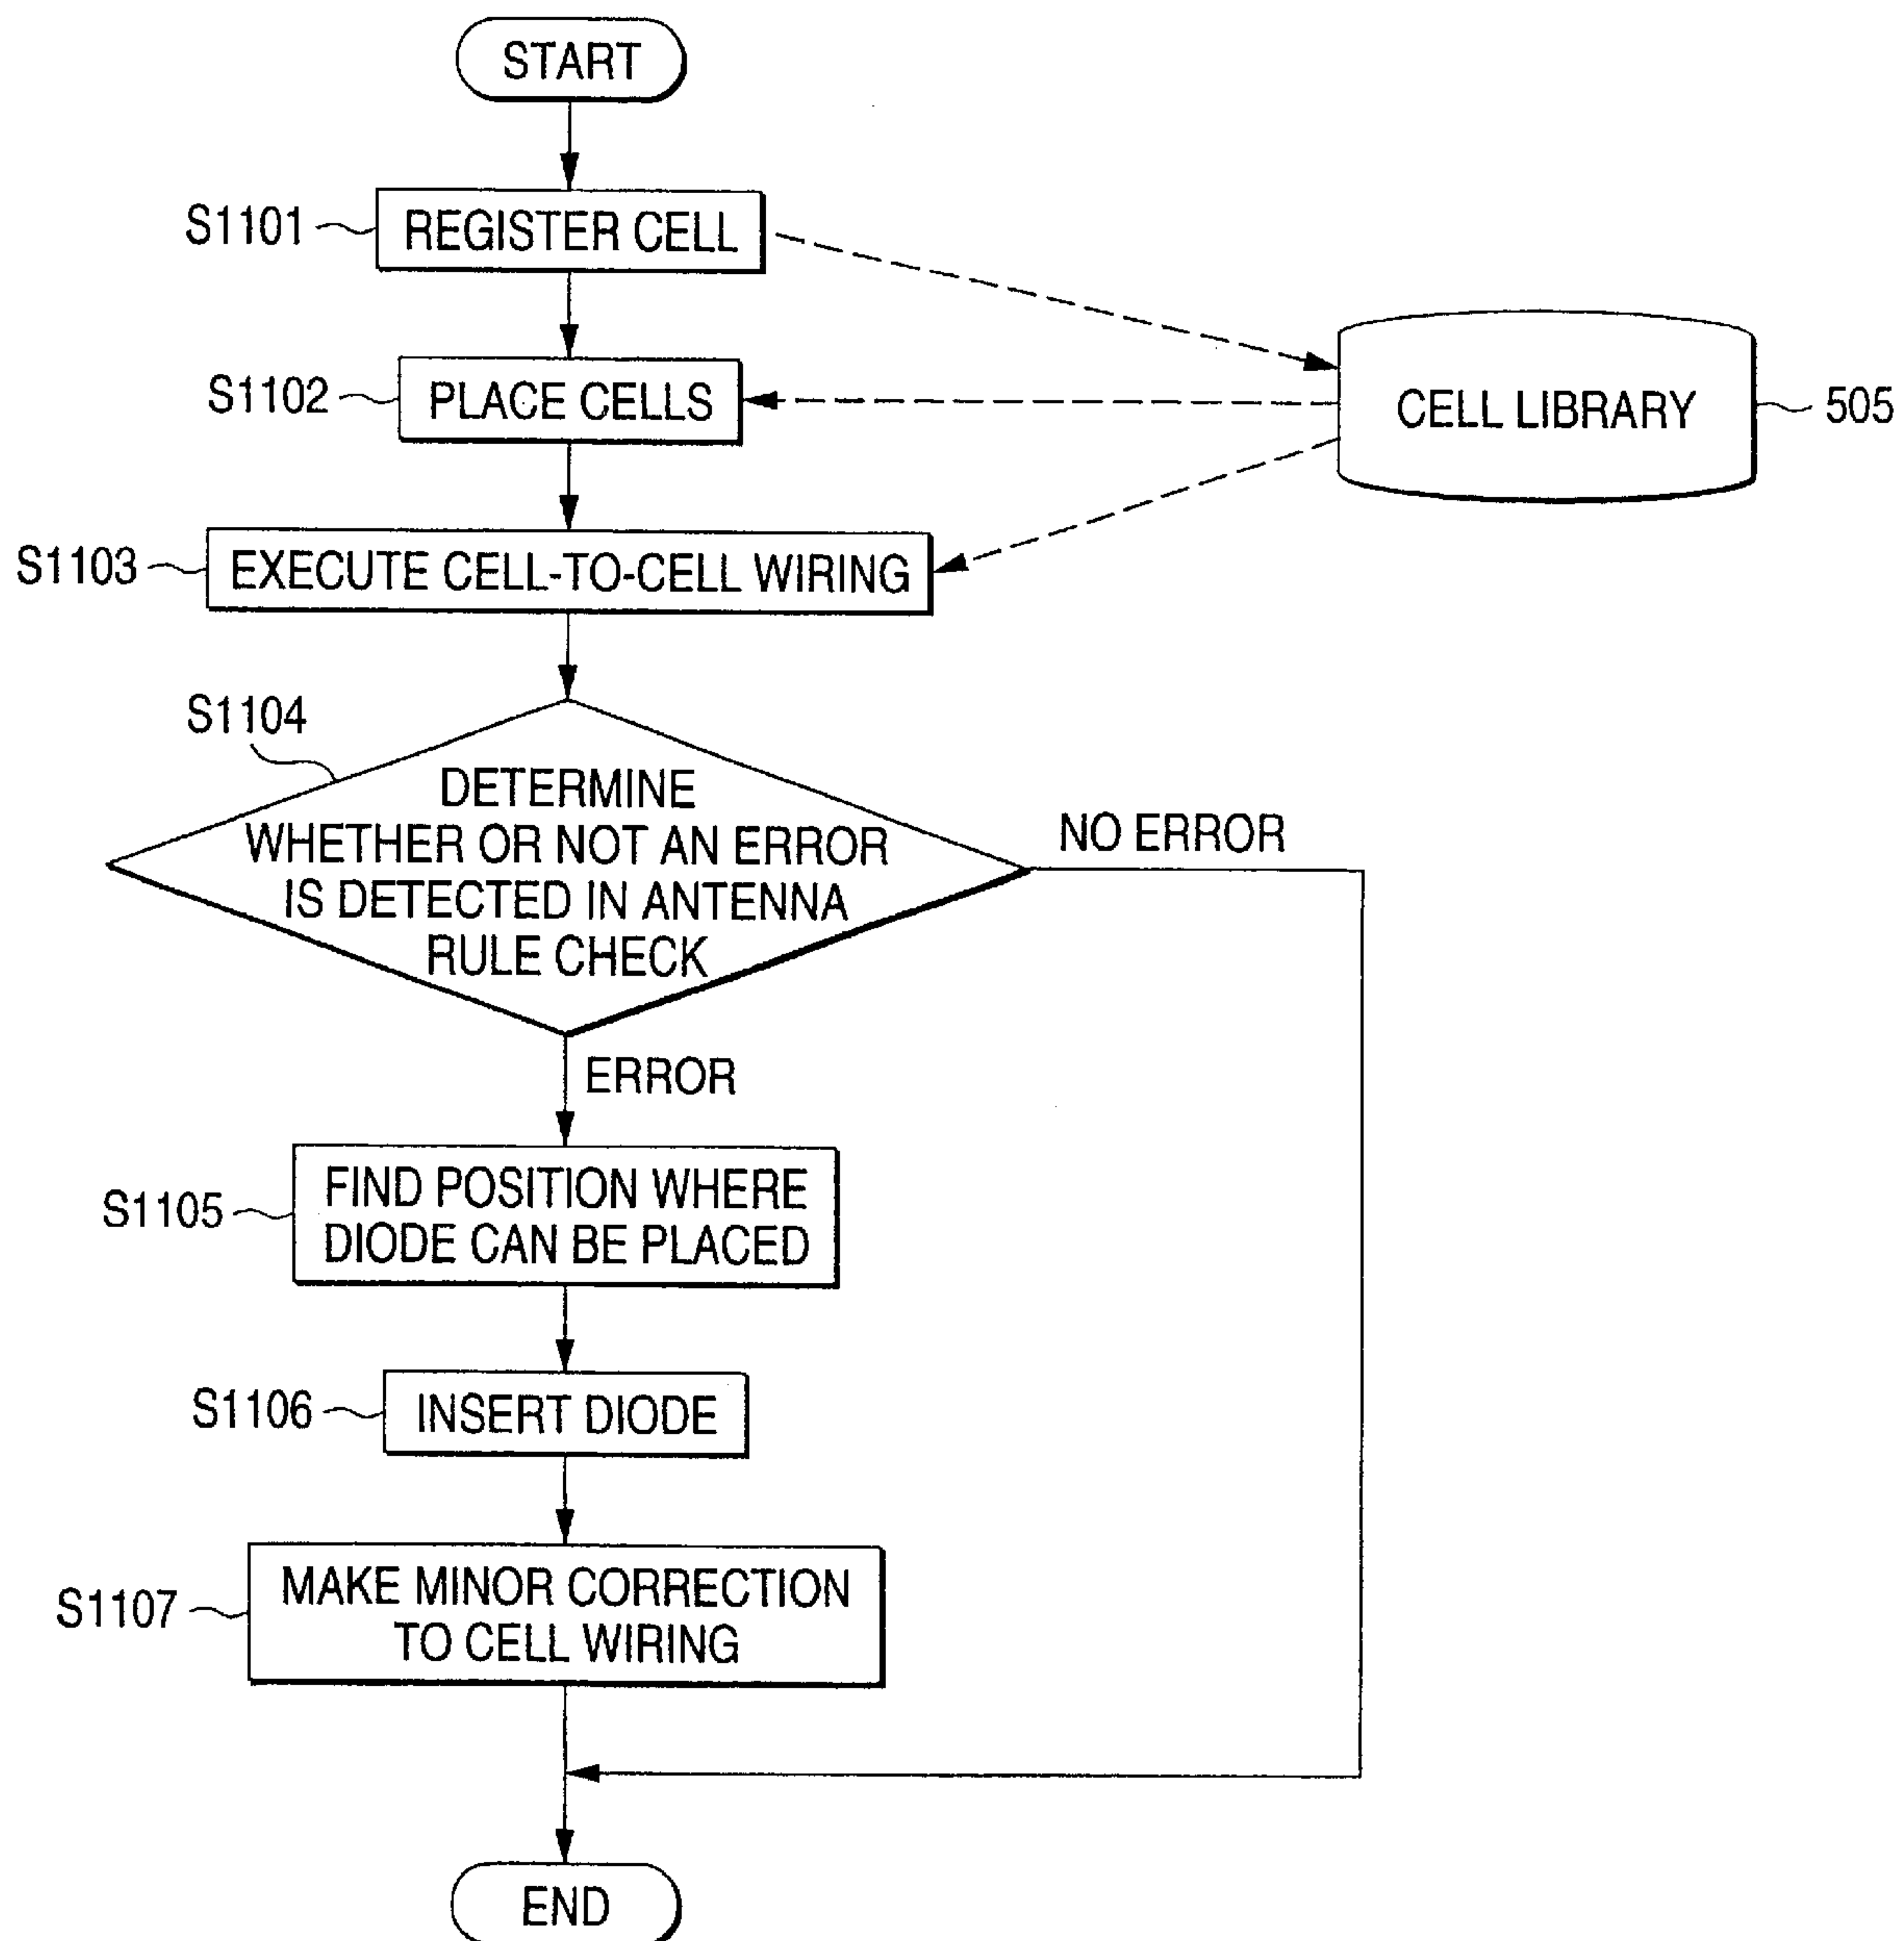 START
S1101
REGISTER CELL
S1102
PLACE CELLS
CELL LIBRARY
505
S1103
EXECUTE CELL-TO-CELL WIRING
S1104
DETERMINE
WHETHER OR NOT AN ERROR
IS DETECTED IN ANTENNA
RULE CHECK
NO ERROR
ERROR
S1105
FIND POSITION WHERE
DIODE CAN BE PLACED
S1106
INSERT DIODE
S1107
MAKE MINOR CORRECTION
TO CELL WIRING
END